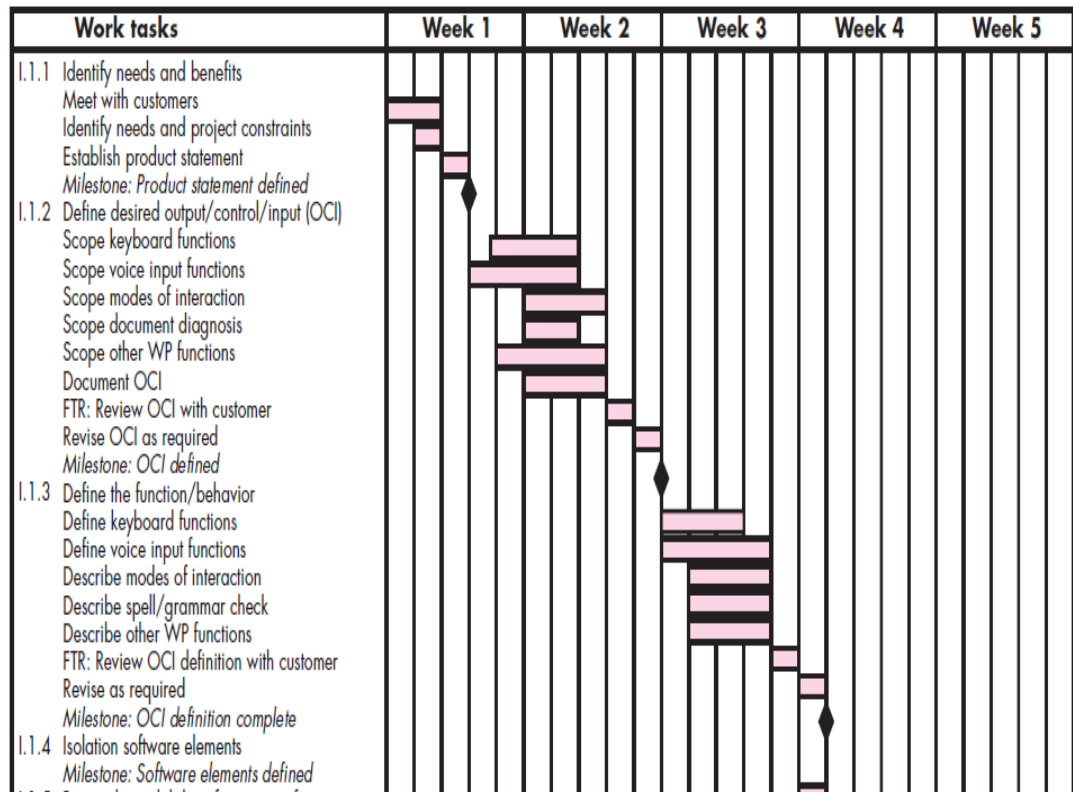 Work tasks Week 1 Week 2 Week 3 Week 4 Week 5
I.1.1 Identify needs and benefits
Meet with customers
Identify needs and project constraints
Establish product statement
Milestone: Product statement defined
I.1.2 Define desired output/control/input (OCI)
Scope keyboard functions
Scope voice input functions
Scope modes of interaction
Scope document diagnosis
Scope other WP functions
Document OCI
FTR: Review OCI with customer
Revise OCI as required
Milestone: OCI defined
I.1.3 Define the function/behavior
Define keyboard functions
Define voice input functions
Describe modes of interaction
Describe spell/grammar check
Describe other WP functions
FTR: Review OCI definition with customer
Revise as required
Milestone: OCI definition complete
I.1.4 Isolation software elements
Milestone: Software elements defined